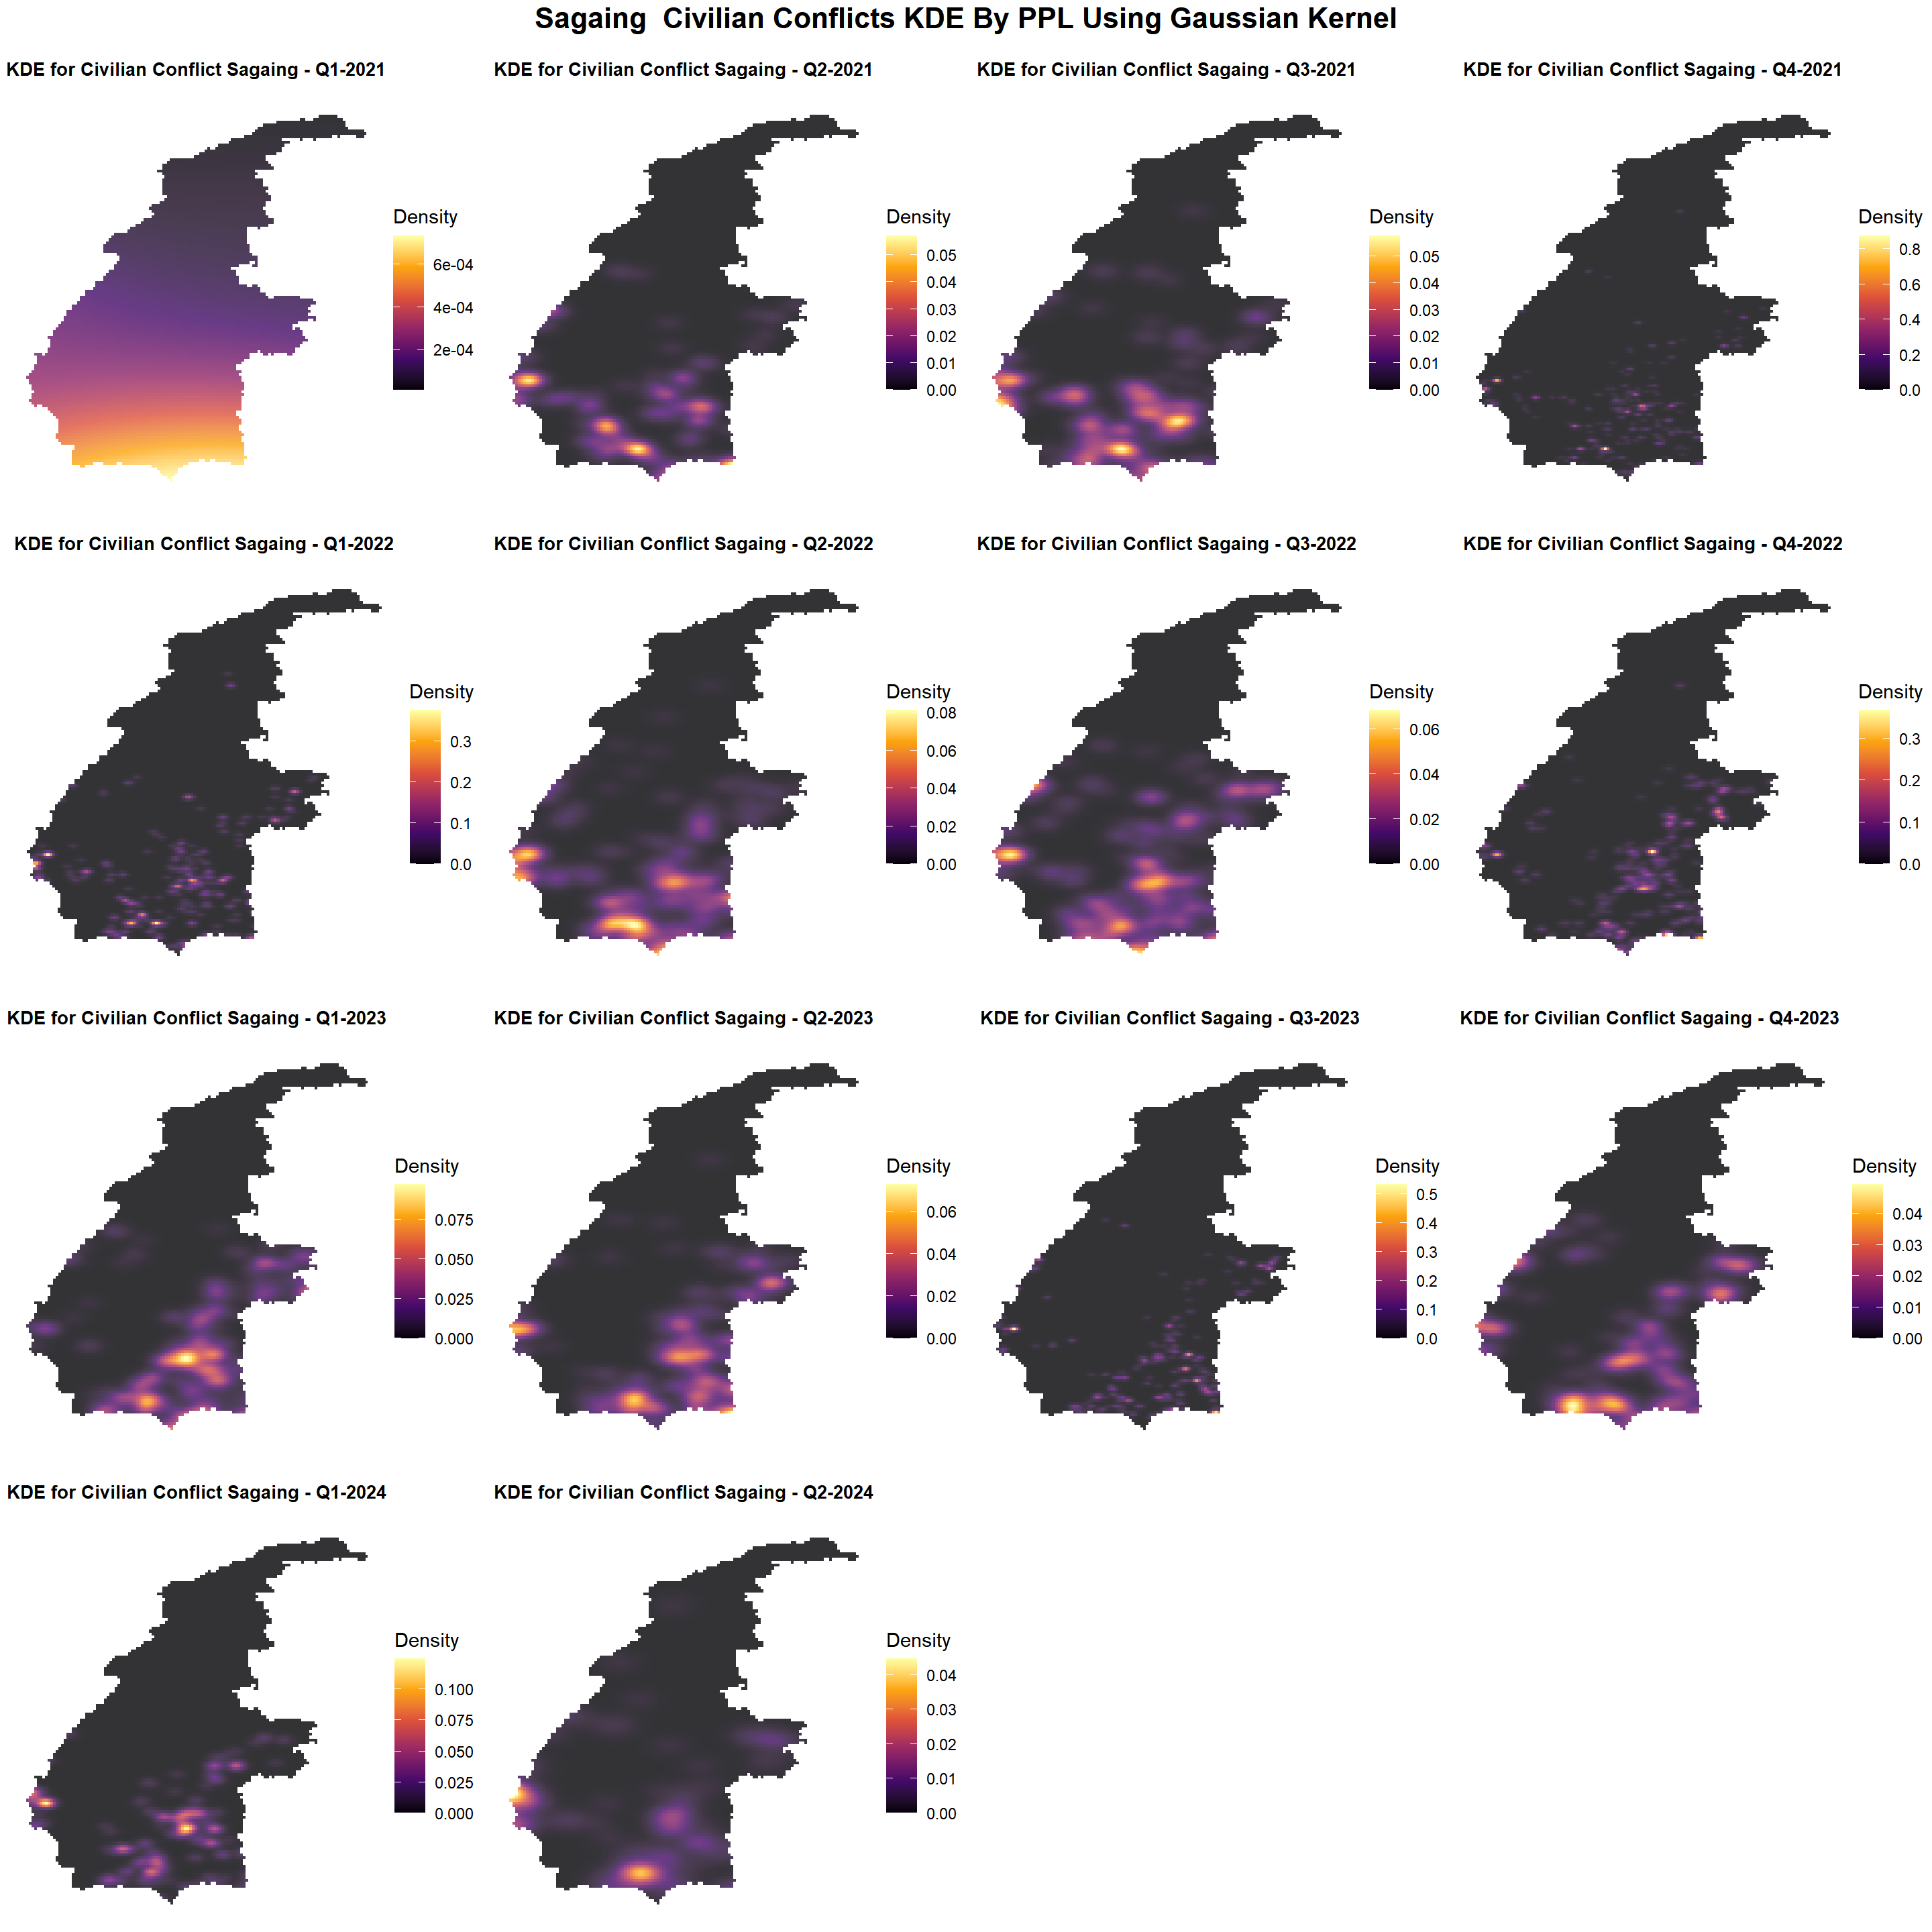 Sagaing  Civilian Conflicts KDE By PPL Using Gaussian Kernel
KDE for Civilian Conflict Sagaing - Q1-2021
Density
6e-04
4e-04
2e-04
KDE for Civilian Conflict Sagaing - Q2-2021
Density
0.05
0.04
0.03
0.02
0.01
0.00
KDE for Civilian Conflict Sagaing - Q3-2021
Density
0.05
0.04
0.03
0.02
0.01
0.00
KDE for Civilian Conflict Sagaing - Q4-2021
Density
0.8
0.6
0.4
0.2
0.0
KDE for Civilian Conflict Sagaing - Q1-2022
Density
0.3
0.2
0.1
0.0
KDE for Civilian Conflict Sagaing - Q2-2022
Density
0.08
0.06
0.04
0.02
0.00
KDE for Civilian Conflict Sagaing - Q3-2022
Density
0.06
0.04
0.02
0.00
KDE for Civilian Conflict Sagaing - Q4-2022
Density
0.3
0.2
0.1
0.0
KDE for Civilian Conflict Sagaing - Q1-2023
Density
0.075
0.050
0.025
0.000
KDE for Civilian Conflict Sagaing - Q2-2023
Density
0.06
0.04
0.02
0.00
KDE for Civilian Conflict Sagaing - Q3-2023
Density
0.5
0.4
0.3
0.2
0.1
0.0
KDE for Civilian Conflict Sagaing - Q4-2023
Density
0.04
0.03
0.02
0.01
0.00
KDE for Civilian Conflict Sagaing - Q1-2024
Density
0.100
0.075
0.050
0.025
0.000
KDE for Civilian Conflict Sagaing - Q2-2024
Density
0.04
0.03
0.02
0.01
0.00